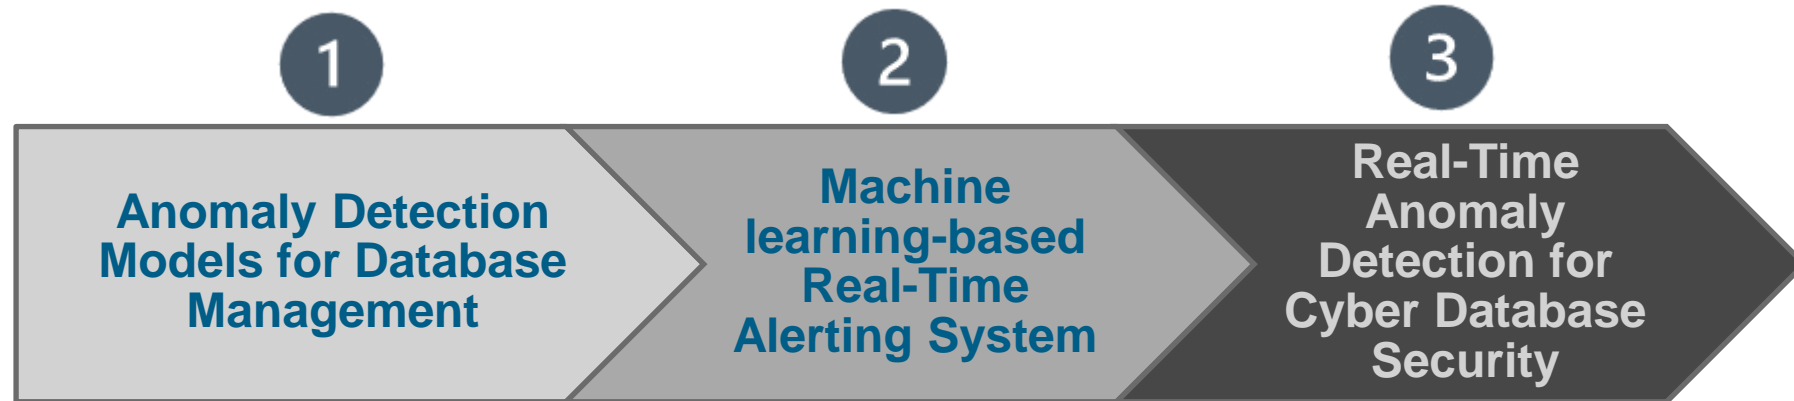 1
2
3
Anomaly Detection
Models for Database
Management
Machine
learning-based
Real-Time
Alerting System
Real-Time
Anomaly
Detection for
Cyber Database
Security